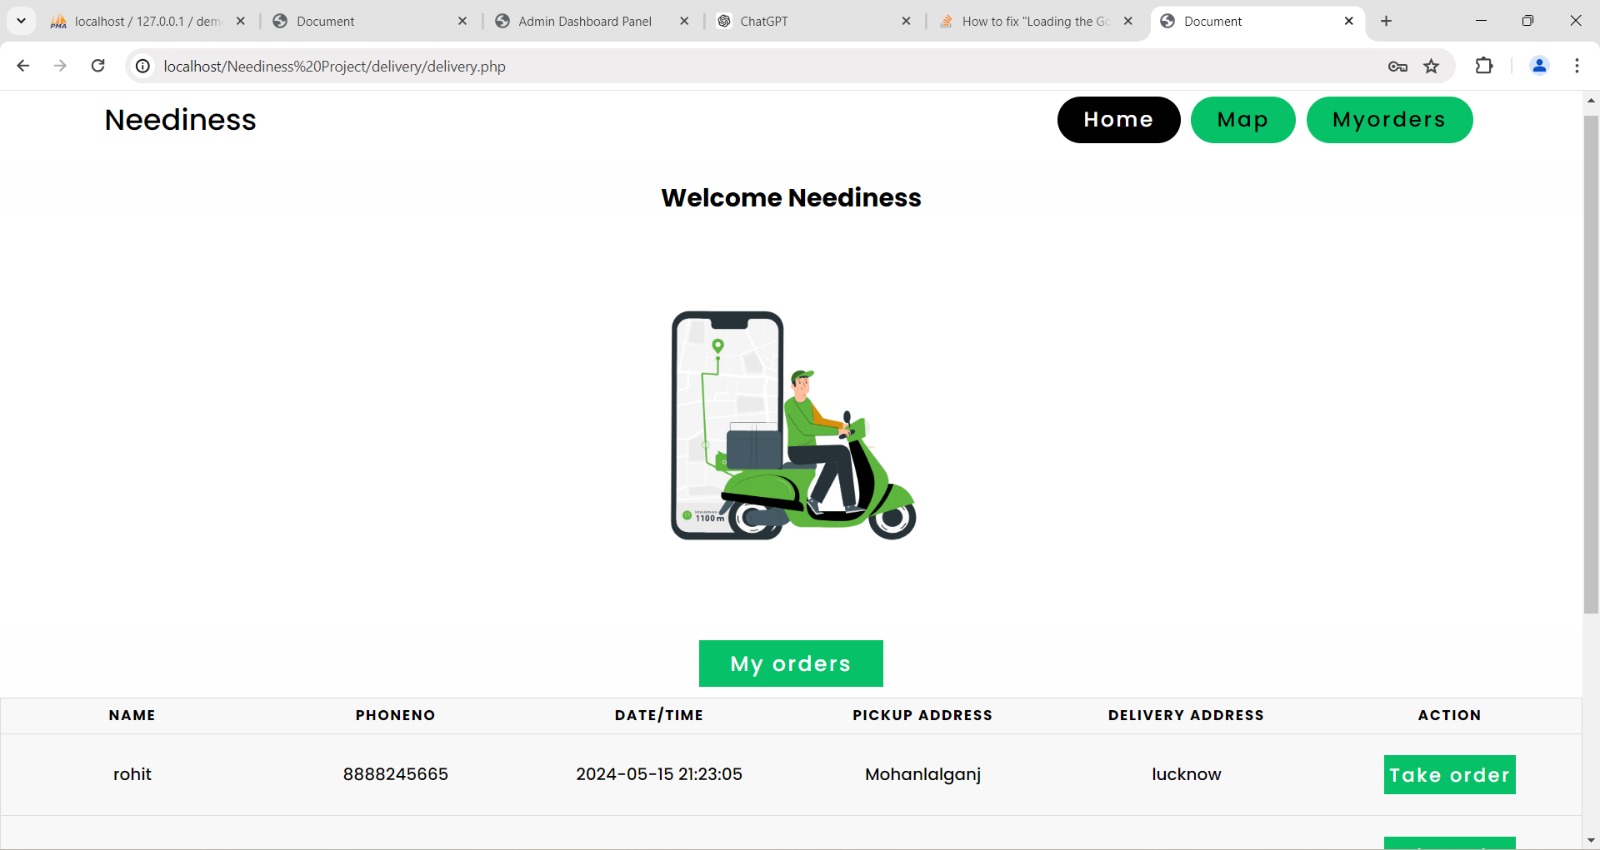 localhost / 127.0.0.1 / dem
Document
Admin Dashboard Panel
ChatGPT
How to fix "Loading the Go
Document
localhost/Neediness%20Project/delivery/delivery.php
Neediness
Home
Map
Myorders
Welcome Neediness
1100m
My orders
NAME PHONENO DATE/TIME PICKUP ADDRESS DELIVERY ADDRESS ACTION
rohit 8888245665 2024-05-15 21:23:05 Mohanlalganj lucknow Take order